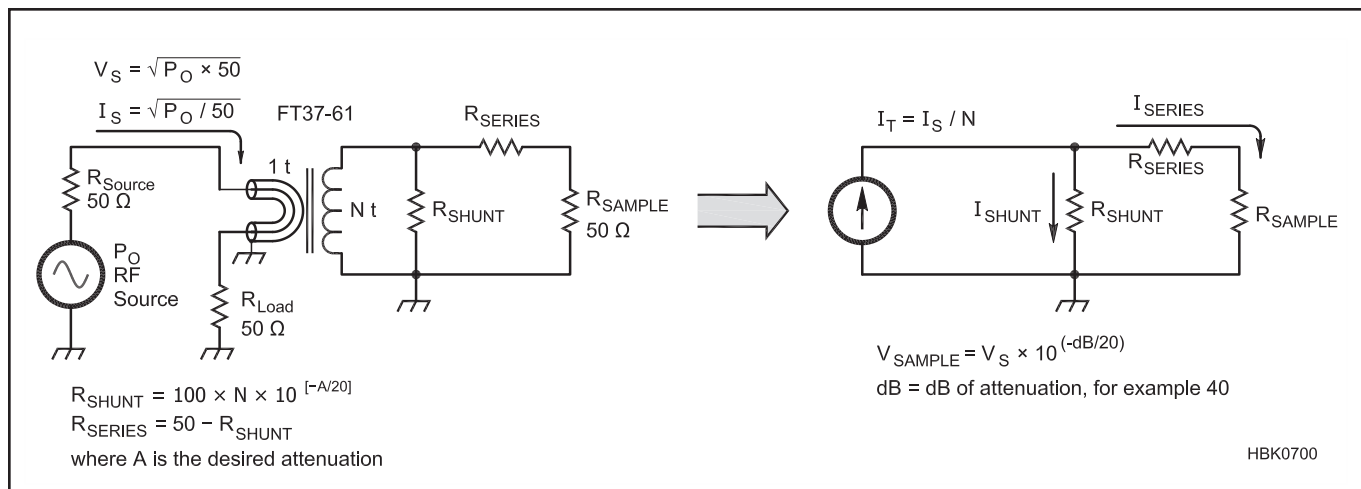 V_S = √(P_O × 50)
I_S = √(P_O / 50)
FT37-61
R_SERIES
1 t
R_Source
50 Ω
N t
R_SHUNT
R_SAMPLE
50 Ω
P_O
RF
Source
R_Load
50 Ω
R_SHUNT = 100 × N × 10^[–A/20]
R_SERIES = 50 – R_SHUNT
where A is the desired attenuation
I_T = I_S / N
I_SERIES
R_SERIES
I_SHUNT
R_SHUNT
R_SAMPLE
V_SAMPLE = V_S × 10^(-dB/20)
dB = dB of attenuation, for example 40
HBK0700